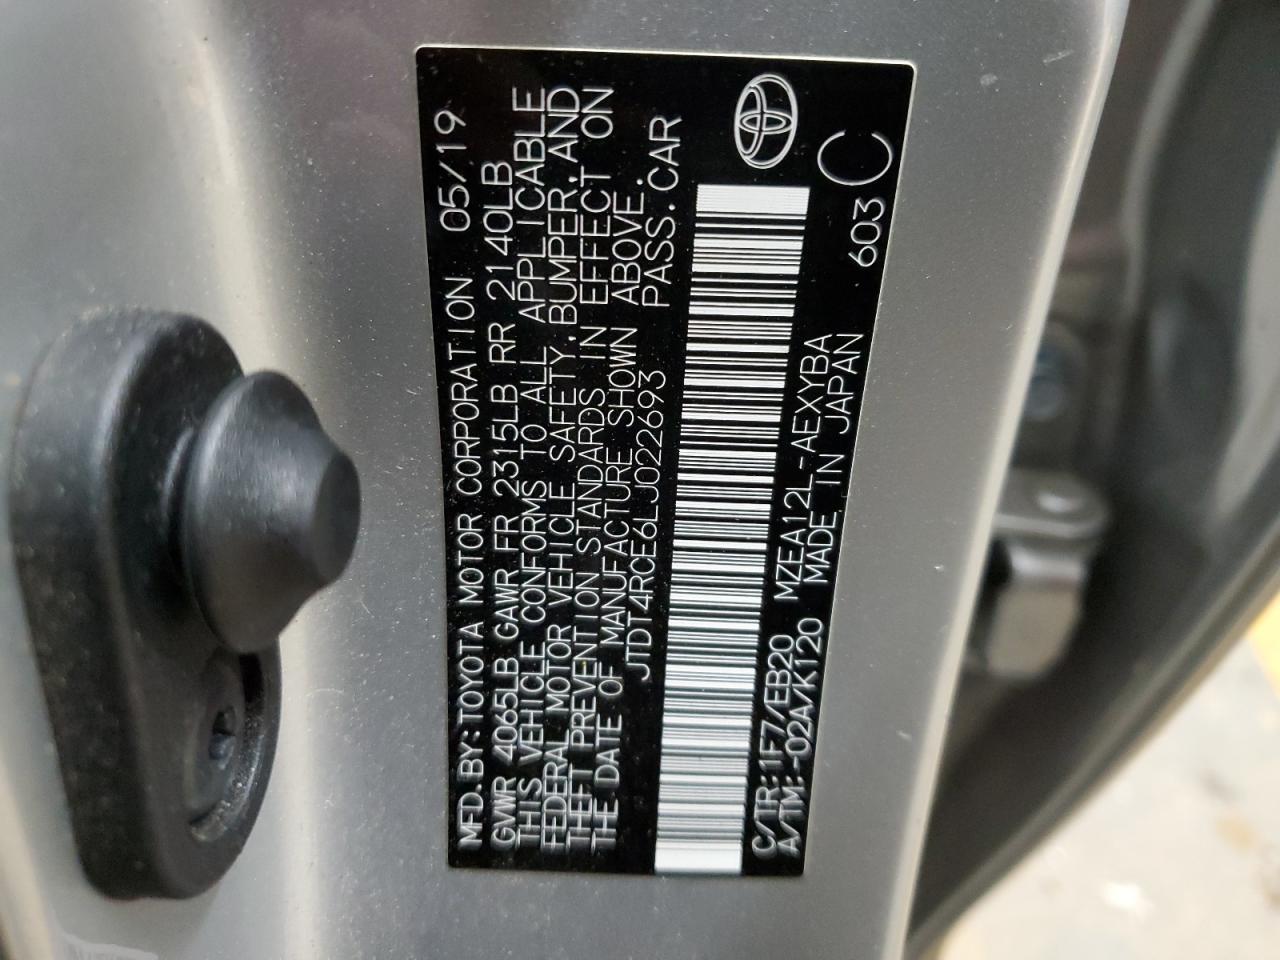 MFD.BY:TOYOTA MOTOR CORPORATION 05/19
GVWR 4065LB GAWR FR 2315LB RR 2140LB
THIS VEHICLE CONFORMS TO ALL APPLICABLE
FEDERAL MOTOR VEHICLE SAFETY,BUMPER,AND
THEFT PREVENTION STANDARDS IN EFFECT ON
THE DATE OF MANUFACTURE SHOWN ABOVE.
JTDT4RCE6LJ022693 PASS.CAR
C/TR:1F7/EB20 MZEA12L-AEXYBA 603
A/TM:-02A/K120 MADE IN JAPAN C